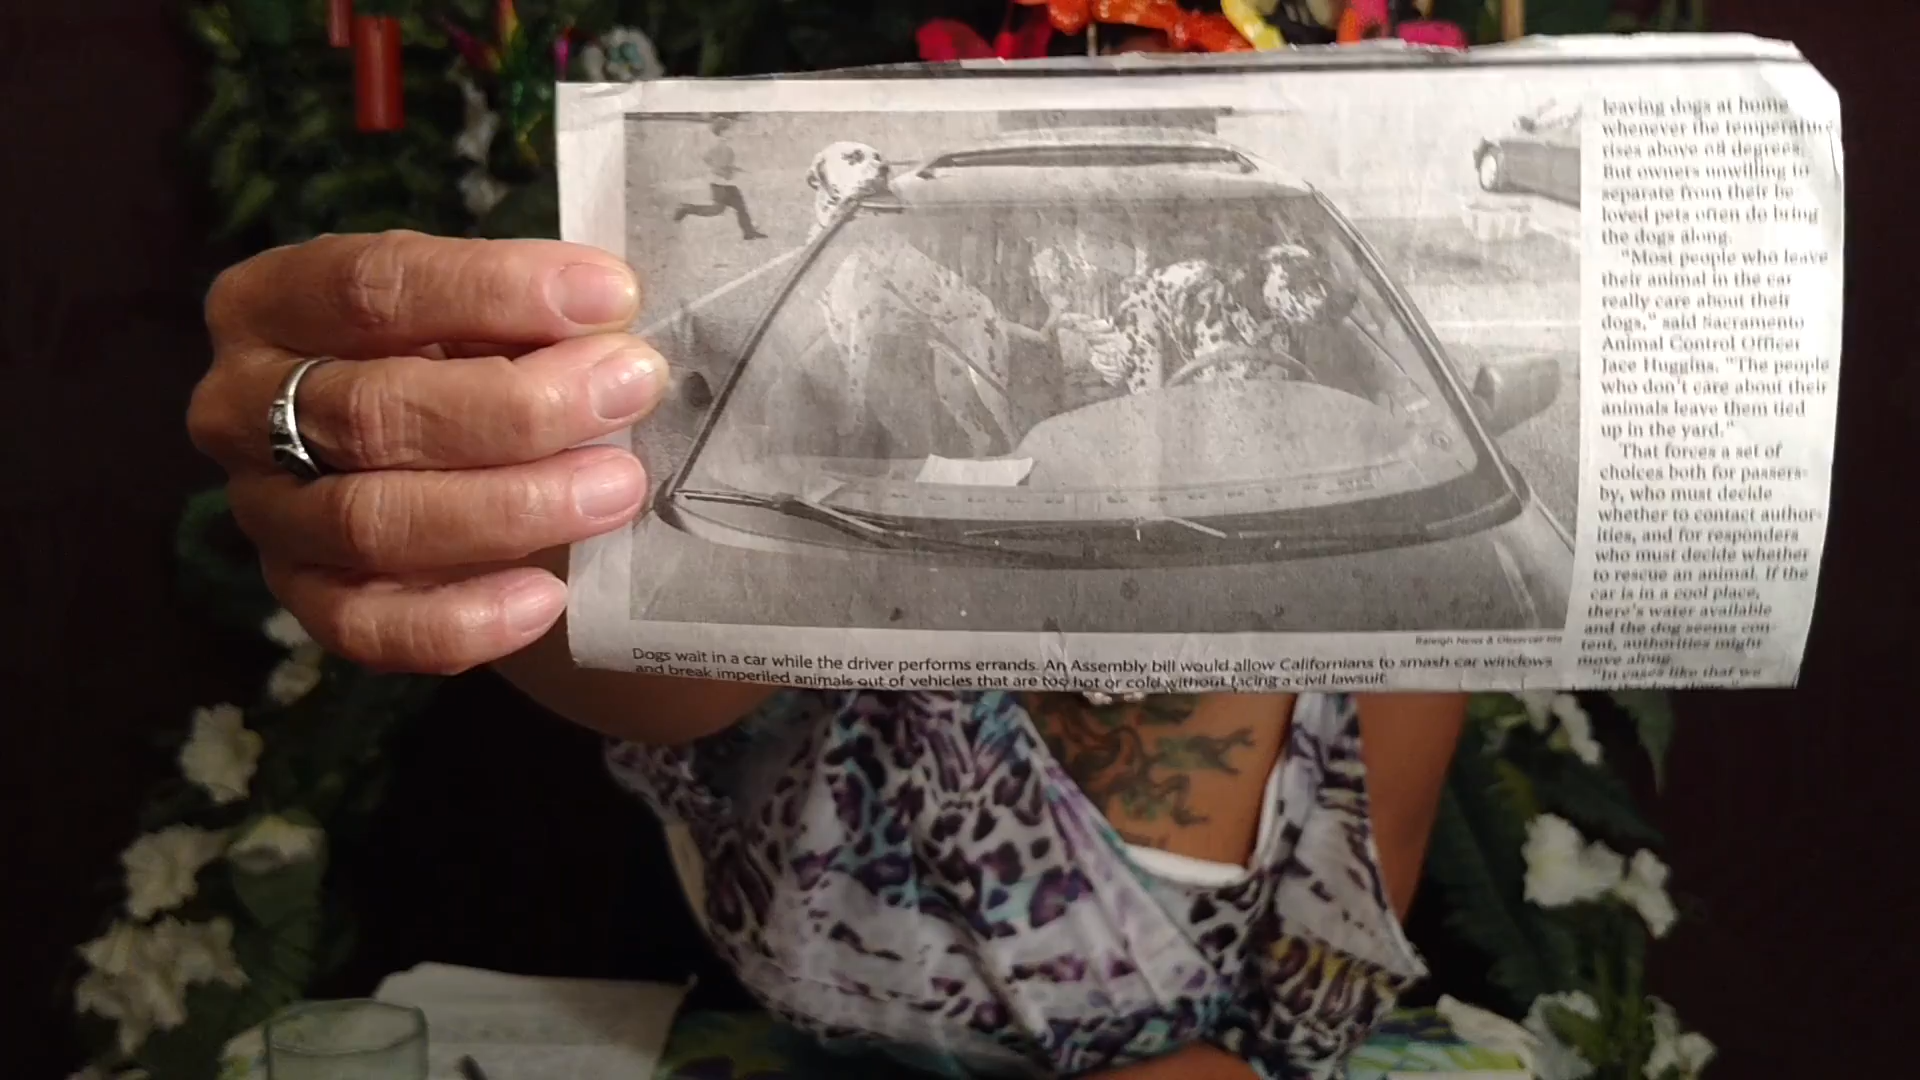 Raleigh News & Observer file
Dogs wait in a car while the driver performs errands. An Assembly bill would allow Californians to smash car windows
and break imperiled animals out of vehicles that are too hot or cold without facing a civil lawsuit.
leaving dogs at home
whenever the temperature
rises above degrees.
But owners unwilling to
separate from their be-
loved pets often do bring
the dogs along.
"Most people who leave
their animal in the car
really care about their
dogs," said Sacramento
Animal Control Officer
Jace Huggins. "The people
who don't care about their
animals leave them tied
up in the yard."
That forces a set of
choices both for passers-
by, who must decide
whether to contact author-
ities, and for responders
who must decide whether
to rescue an animal. If the
car is in a cool place,
there's water available
and the dog seems con-
tent, authorities might
move along.
"In cases like that we